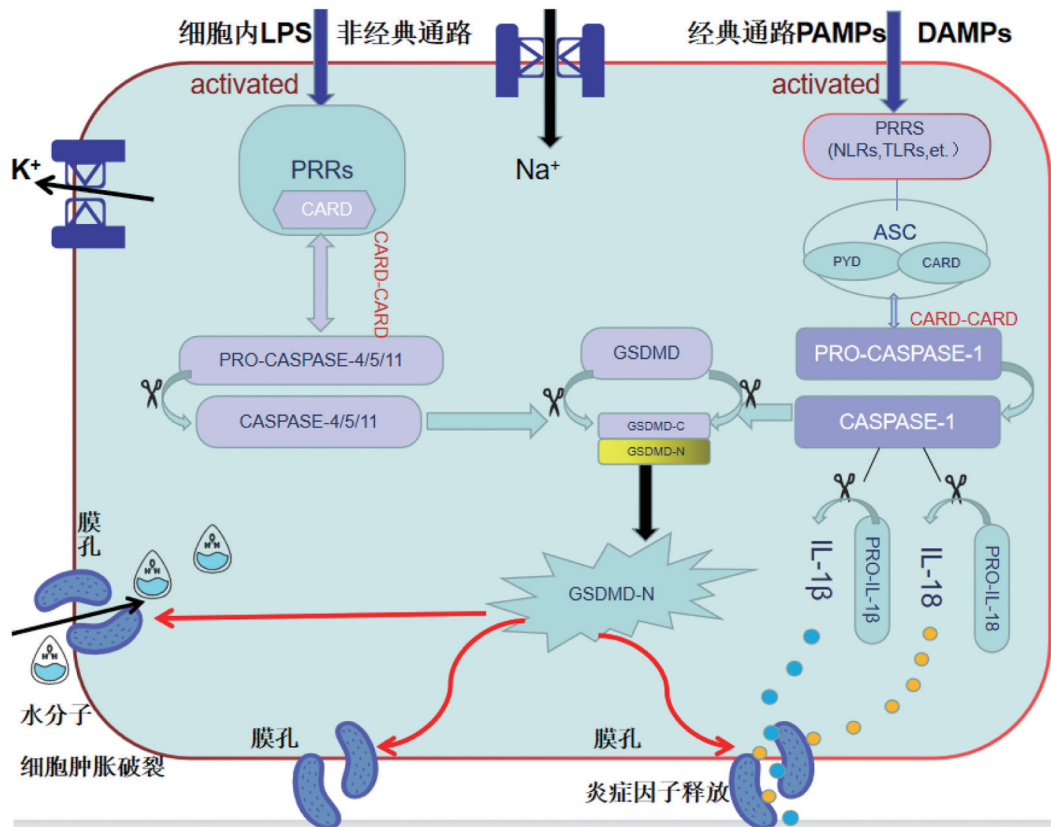 细胞内LPS 非经典通路
经典通路PAMPs DAMPs
activated
activated
K⁺
Na⁺
PRRs
CARD
CARD-CARD
PRRS
(NLRs,TLRs,et.）
ASC
PYD
CARD
CARD-CARD
PRO-CASPASE-4/5/11
GSDMD
PRO-CASPASE-1
CASPASE-4/5/11
GSDMD-C
GSDMD-N
CASPASE-1
膜
孔
H O H
H O H
H O H
GSDMD-N
IL-1β
PRO-IL-1β
IL-18
PRO-IL-18
水分子
细胞肿胀破裂
膜孔
膜孔
炎症因子释放